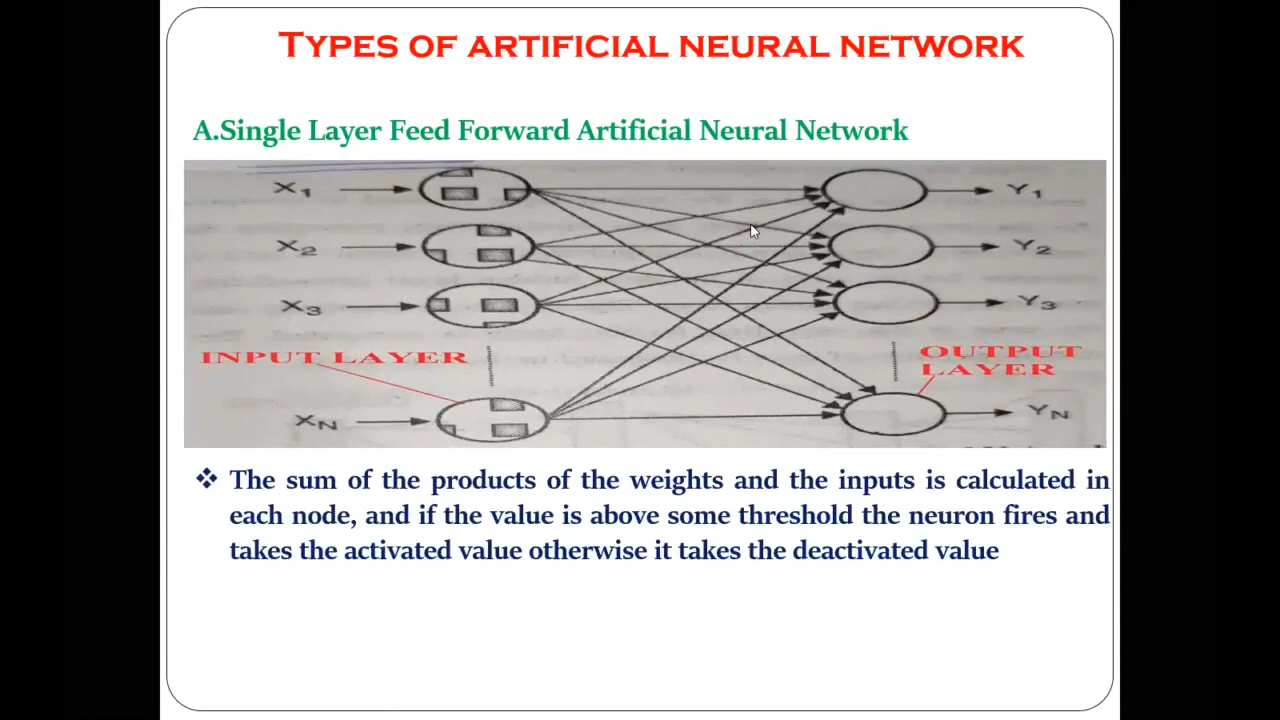 TYPES OF ARTIFICIAL NEURAL NETWORK
A.Single Layer Feed Forward Artificial Neural Network
X1 Y1
X2 Y2
X3 Y3
INPUT LAYER
OUTPUT
LAYER
XN YN
❖ The sum of the products of the weights and the inputs is calculated in
each node, and if the value is above some threshold the neuron fires and
takes the activated value otherwise it takes the deactivated value